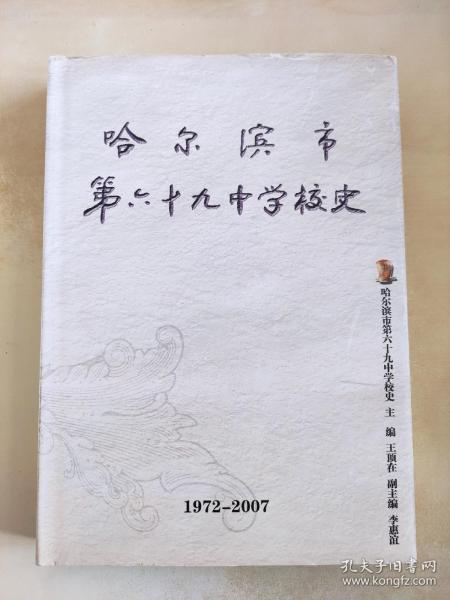 哈尔滨市
第六十九中学校史
哈尔滨市第六十九中学校史 主 编 王顶在 副主编 李惠谊
1972-2007
孔夫子旧书网
www.kongfz.com